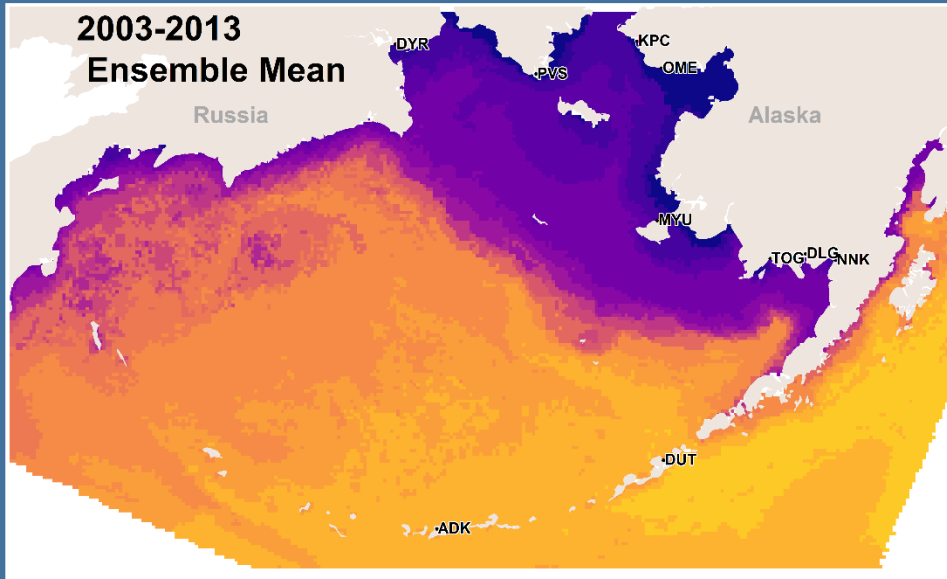 2003-2013
Ensemble Mean
DYR
KPC
OME
PVS
Russia
Alaska
MYU
TOG
DLG
NNK
DUT
ADK